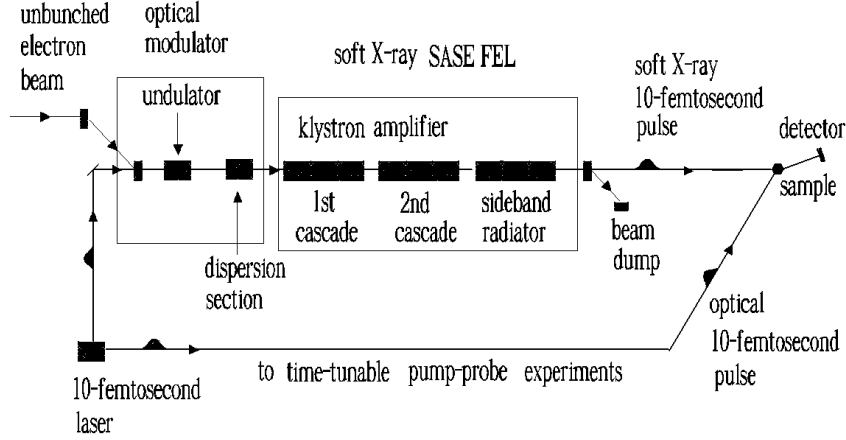 unbunched
electron
beam
optical
modulator
undulator
soft X-ray SASE FEL
klystron amplifier
1st
cascade
2nd
cascade
sideband
radiator
dispersion
section
beam
dump
soft X-ray
10-femtosecond
pulse
detector
sample
optical
10-femtosecond
pulse
to time-tunable pump-probe experiments
10-femtosecond
laser